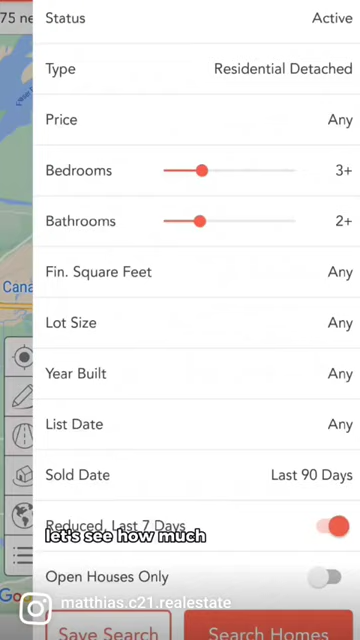 75 ne
Status Active
Type Residential Detached
Price Any
Bedrooms 3+
Bathrooms 2+
Fin. Square Feet Any
Cana
Lot Size Any
Year Built Any
List Date Any
Sold Date Last 90 Days
Reduced, Last 7 Days
let's see how much
Open Houses Only
Go
matthias.c21.realestate
Save Search Search Homes